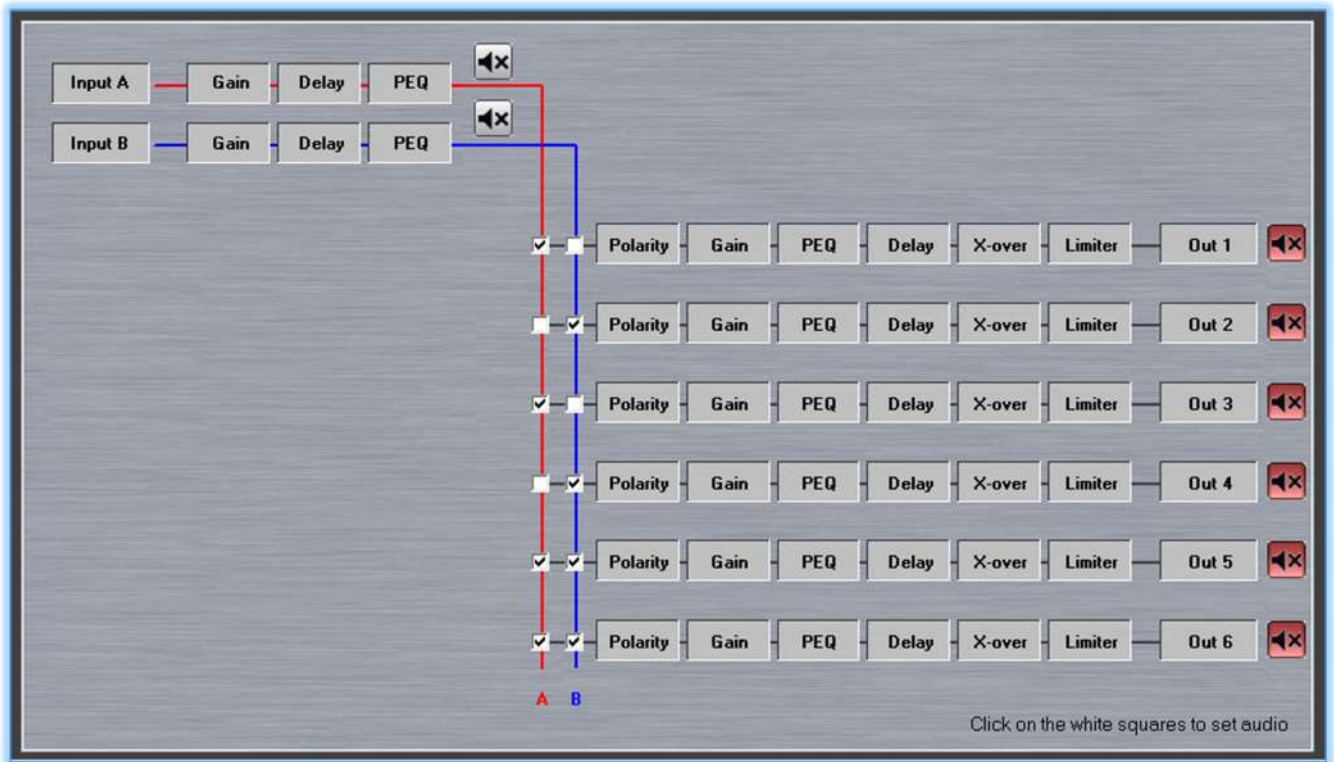 Input A Gain Delay PEQ
Input B Gain Delay PEQ
Polarity Gain PEQ Delay X-over Limiter Out 1
Polarity Gain PEQ Delay X-over Limiter Out 2
Polarity Gain PEQ Delay X-over Limiter Out 3
Polarity Gain PEQ Delay X-over Limiter Out 4
Polarity Gain PEQ Delay X-over Limiter Out 5
Polarity Gain PEQ Delay X-over Limiter Out 6
A B
Click on the white squares to set audio